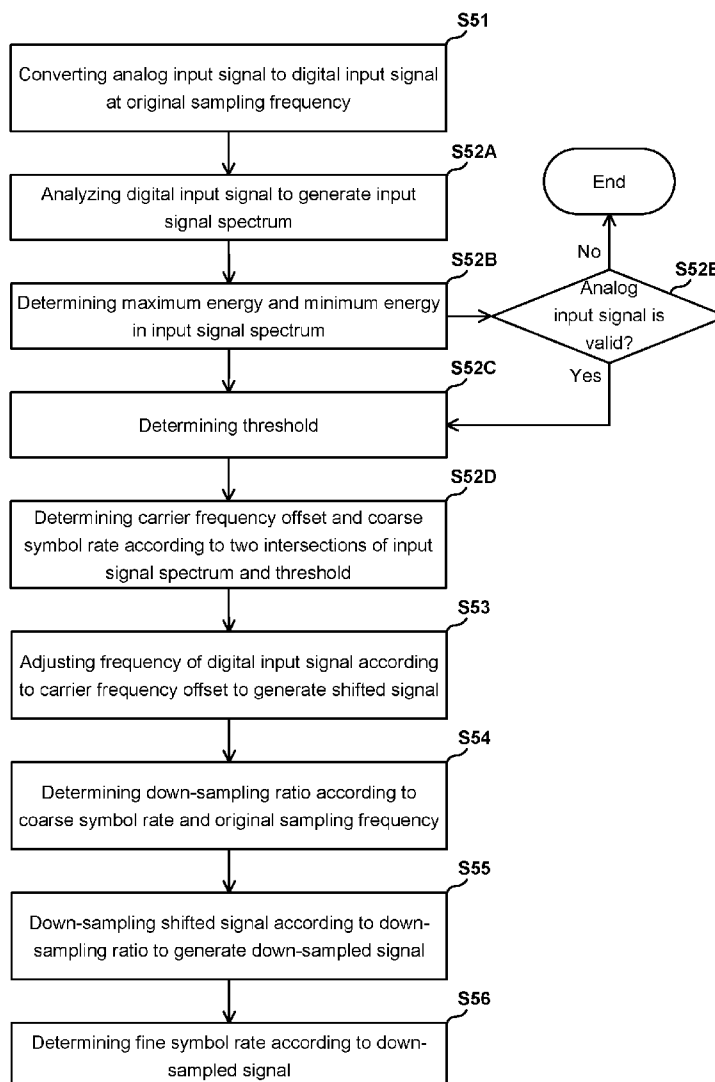 S51
Converting analog input signal to digital input signal
at original sampling frequency
S52A
Analyzing digital input signal to generate input
signal spectrum
End
No
S52B
Determining maximum energy and minimum energy
in input signal spectrum
S52E
Analog
input signal is
valid?
Yes
S52C
Determining threshold
S52D
Determining carrier frequency offset and coarse
symbol rate according to two intersections of input
signal spectrum and threshold
S53
Adjusting frequency of digital input signal according
to carrier frequency offset to generate shifted signal
S54
Determining down-sampling ratio according to
coarse symbol rate and original sampling frequency
S55
Down-sampling shifted signal according to down-
sampling ratio to generate down-sampled signal
S56
Determining fine symbol rate according to down-
sampled signal